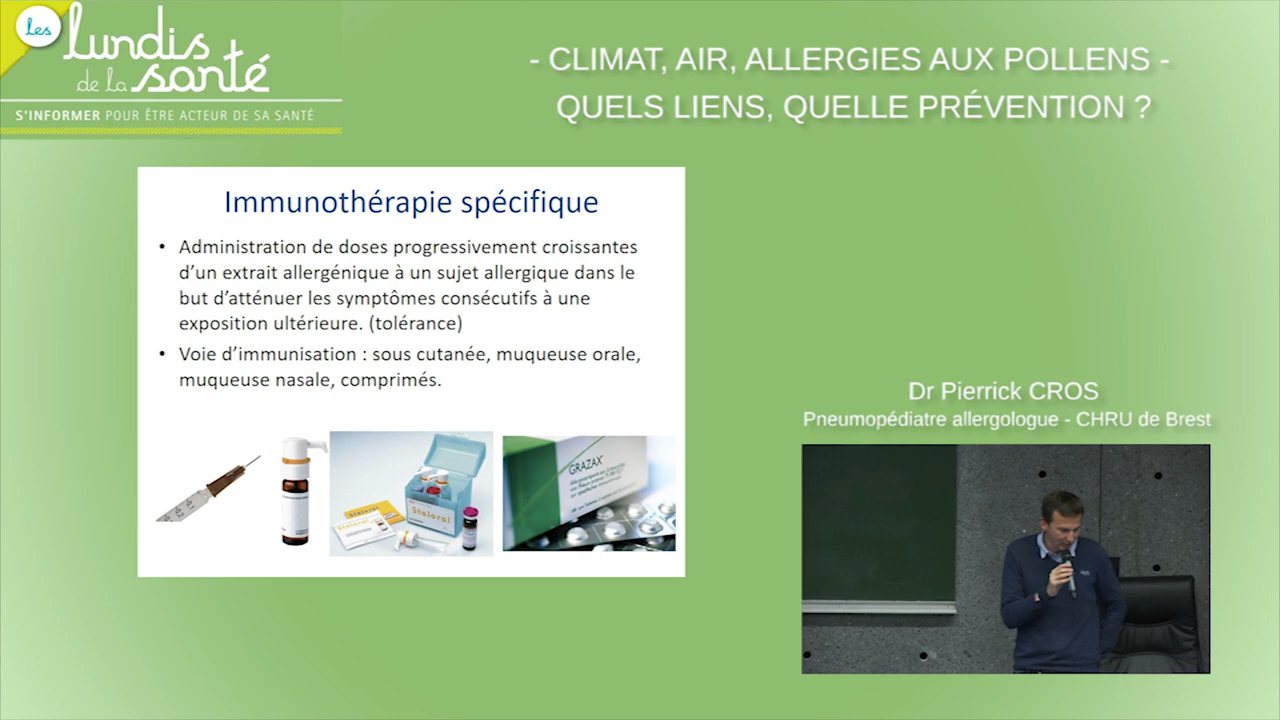 les
lundis
de la santé
S'INFORMER POUR ÊTRE ACTEUR DE SA SANTÉ
- CLIMAT, AIR, ALLERGIES AUX POLLENS -
QUELS LIENS, QUELLE PRÉVENTION ?
Immunothérapie spécifique
• Administration de doses progressivement croissantes
d'un extrait allergénique à un sujet allergique dans le
but d'atténuer les symptômes consécutifs à une
exposition ultérieure. (tolérance)
• Voie d'immunisation : sous cutanée, muqueuse orale,
muqueuse nasale, comprimés.
Staloral
Staloral
GRAZAX
Dr Pierrick CROS
Pneumopédiatre allergologue - CHRU de Brest